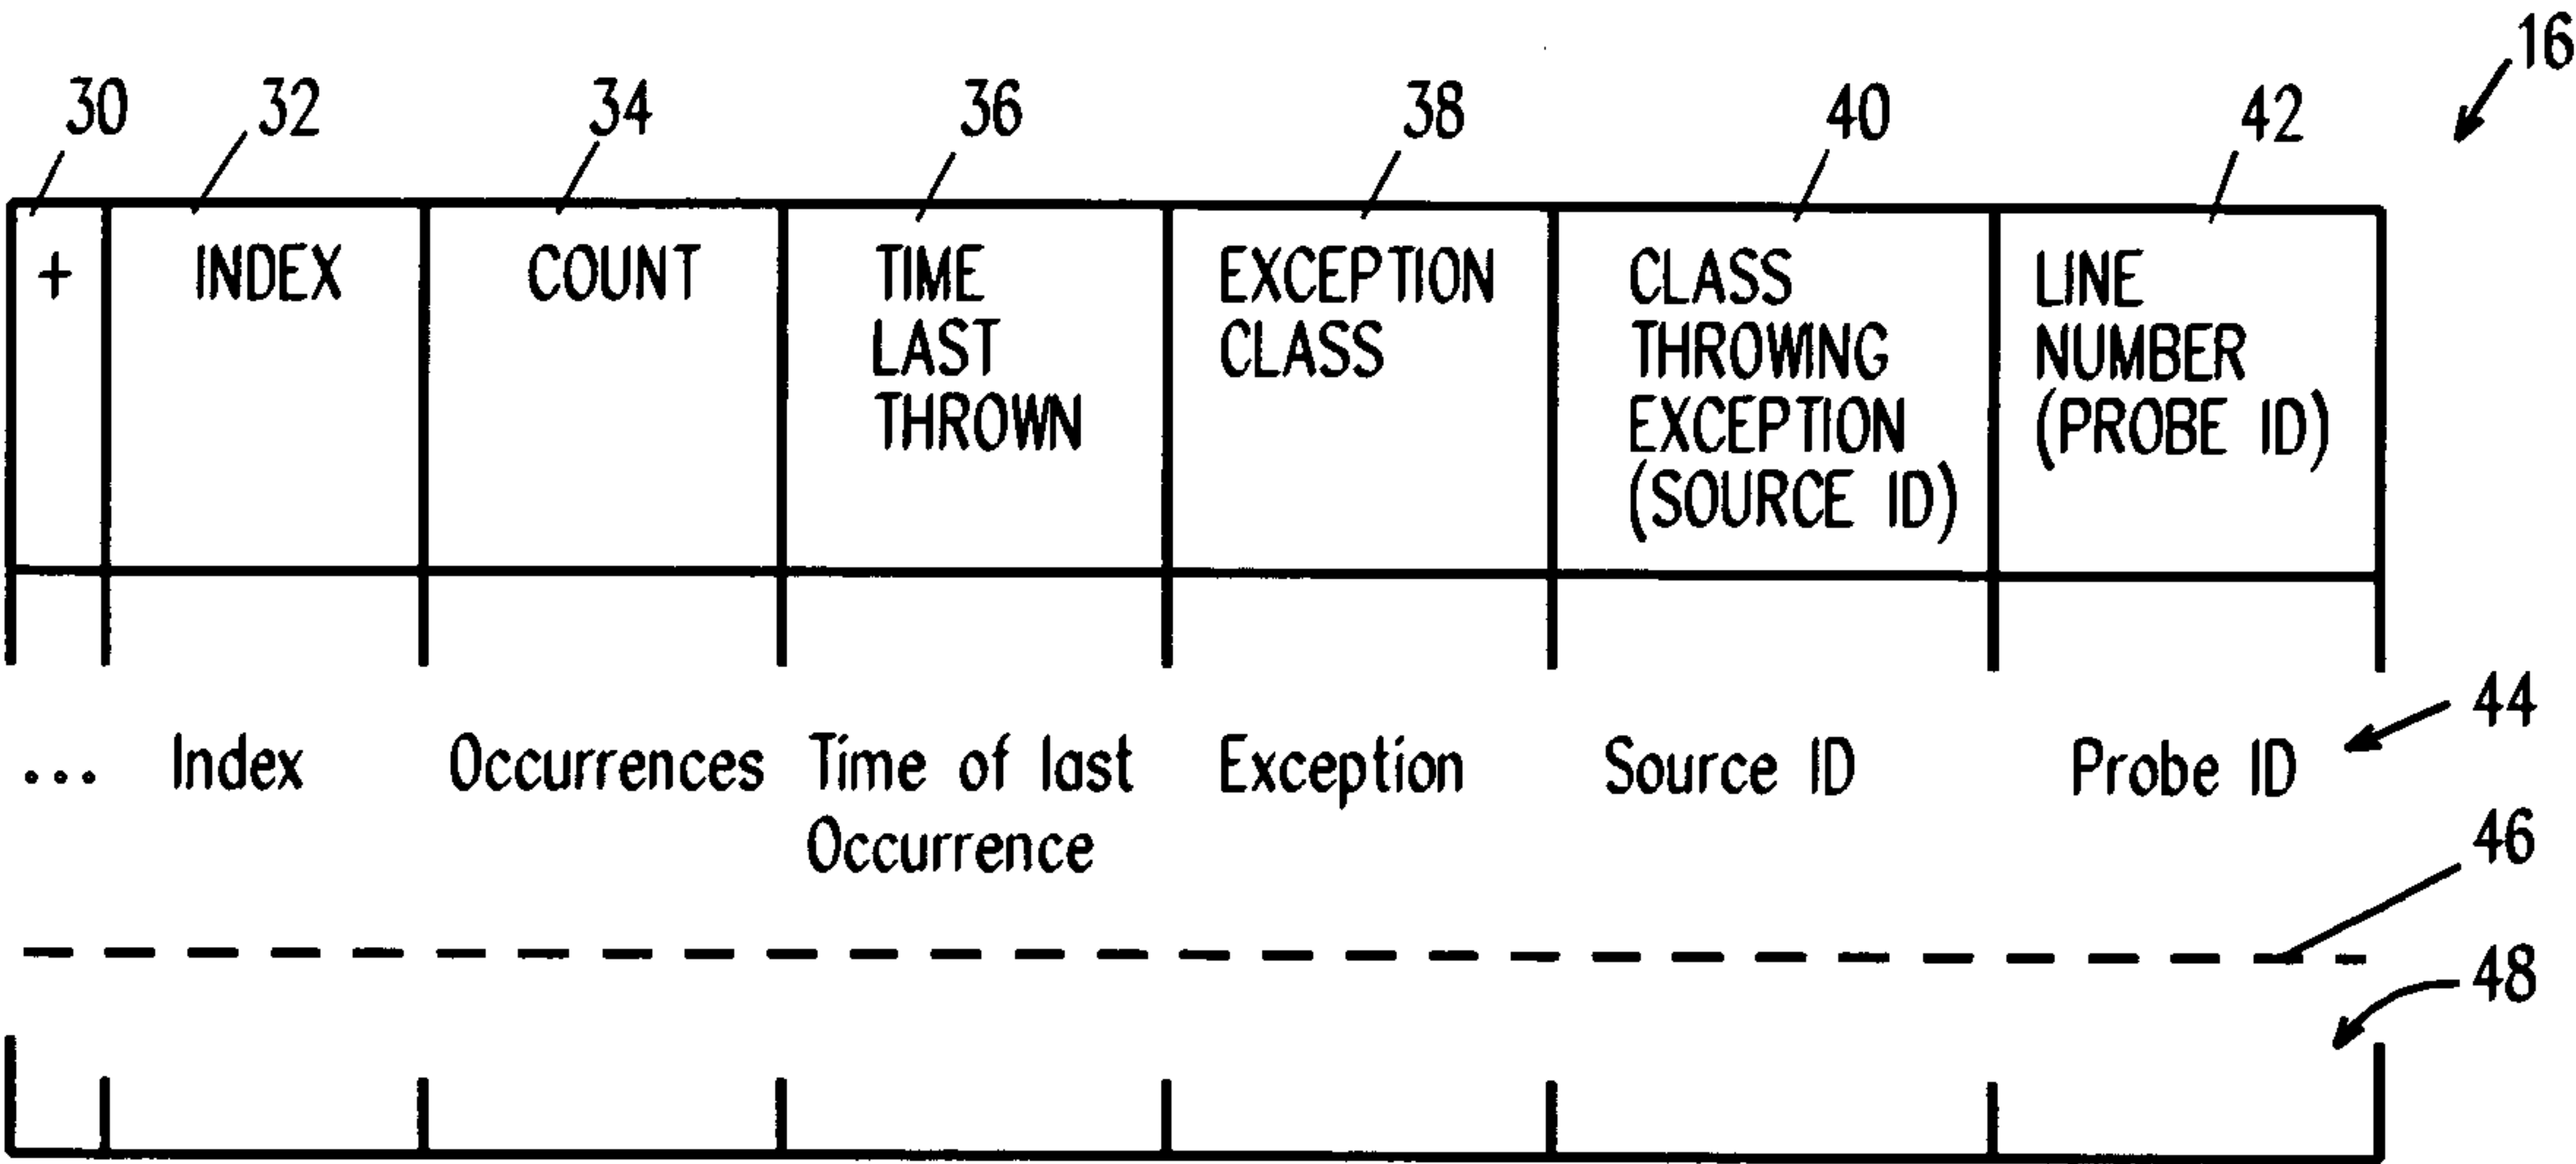 16
30 32 34 36 38 40 42
+ INDEX COUNT TIME EXCEPTION CLASS LINE
LAST CLASS THROWING NUMBER
THROWN EXCEPTION (PROBE ID)
(SOURCE ID)
44
... Index Occurrences Time of last Exception Source ID Probe ID
Occurrence
46
48